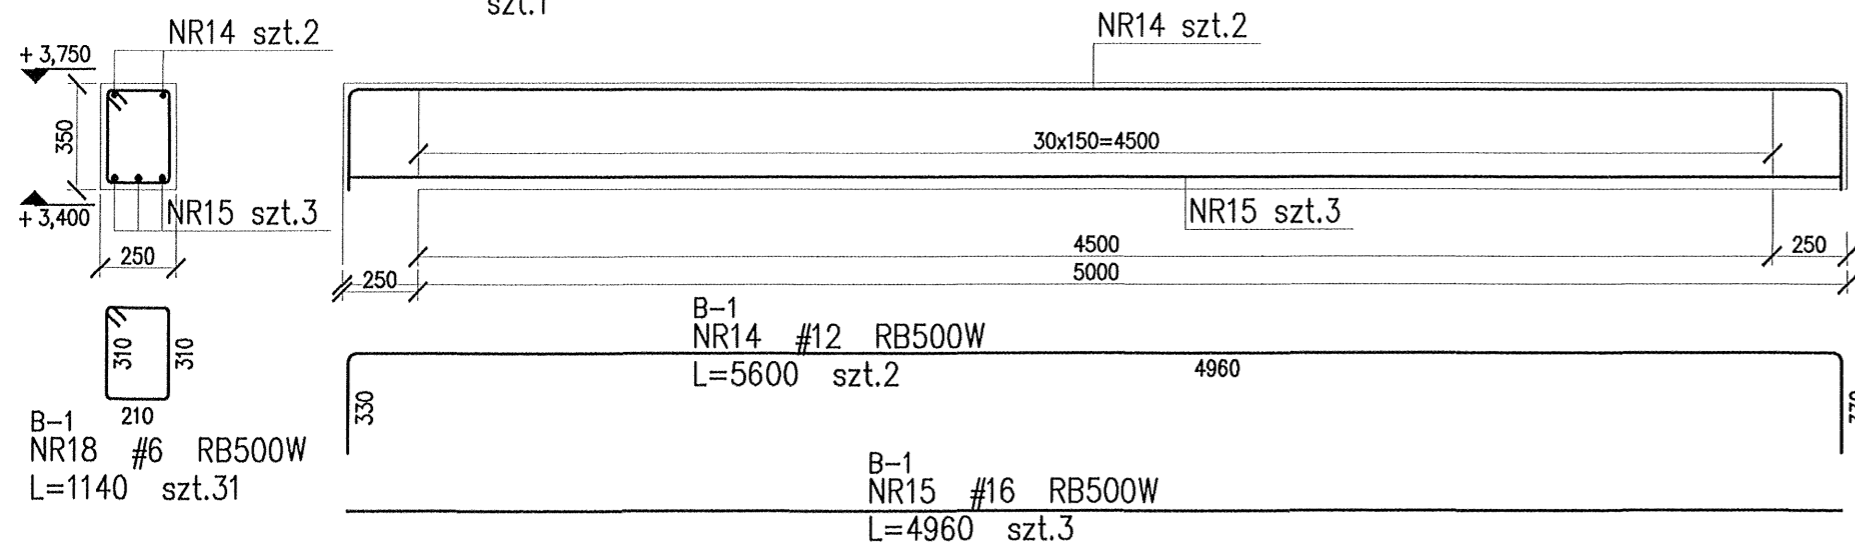 szt.1
NR14 szt.2
NR14 szt.2
+ 3,750
350
30x150=4500
+ 3,400
NR15 szt.3
NR15 szt.3
250
4500
250
250
5000
310
310
210
B-1
NR18 #6 RB500W
L=1140 szt.31
B-1
NR14 #12 RB500W
L=5600 szt.2
4960
330
B-1
NR15 #16 RB500W
L=4960 szt.3